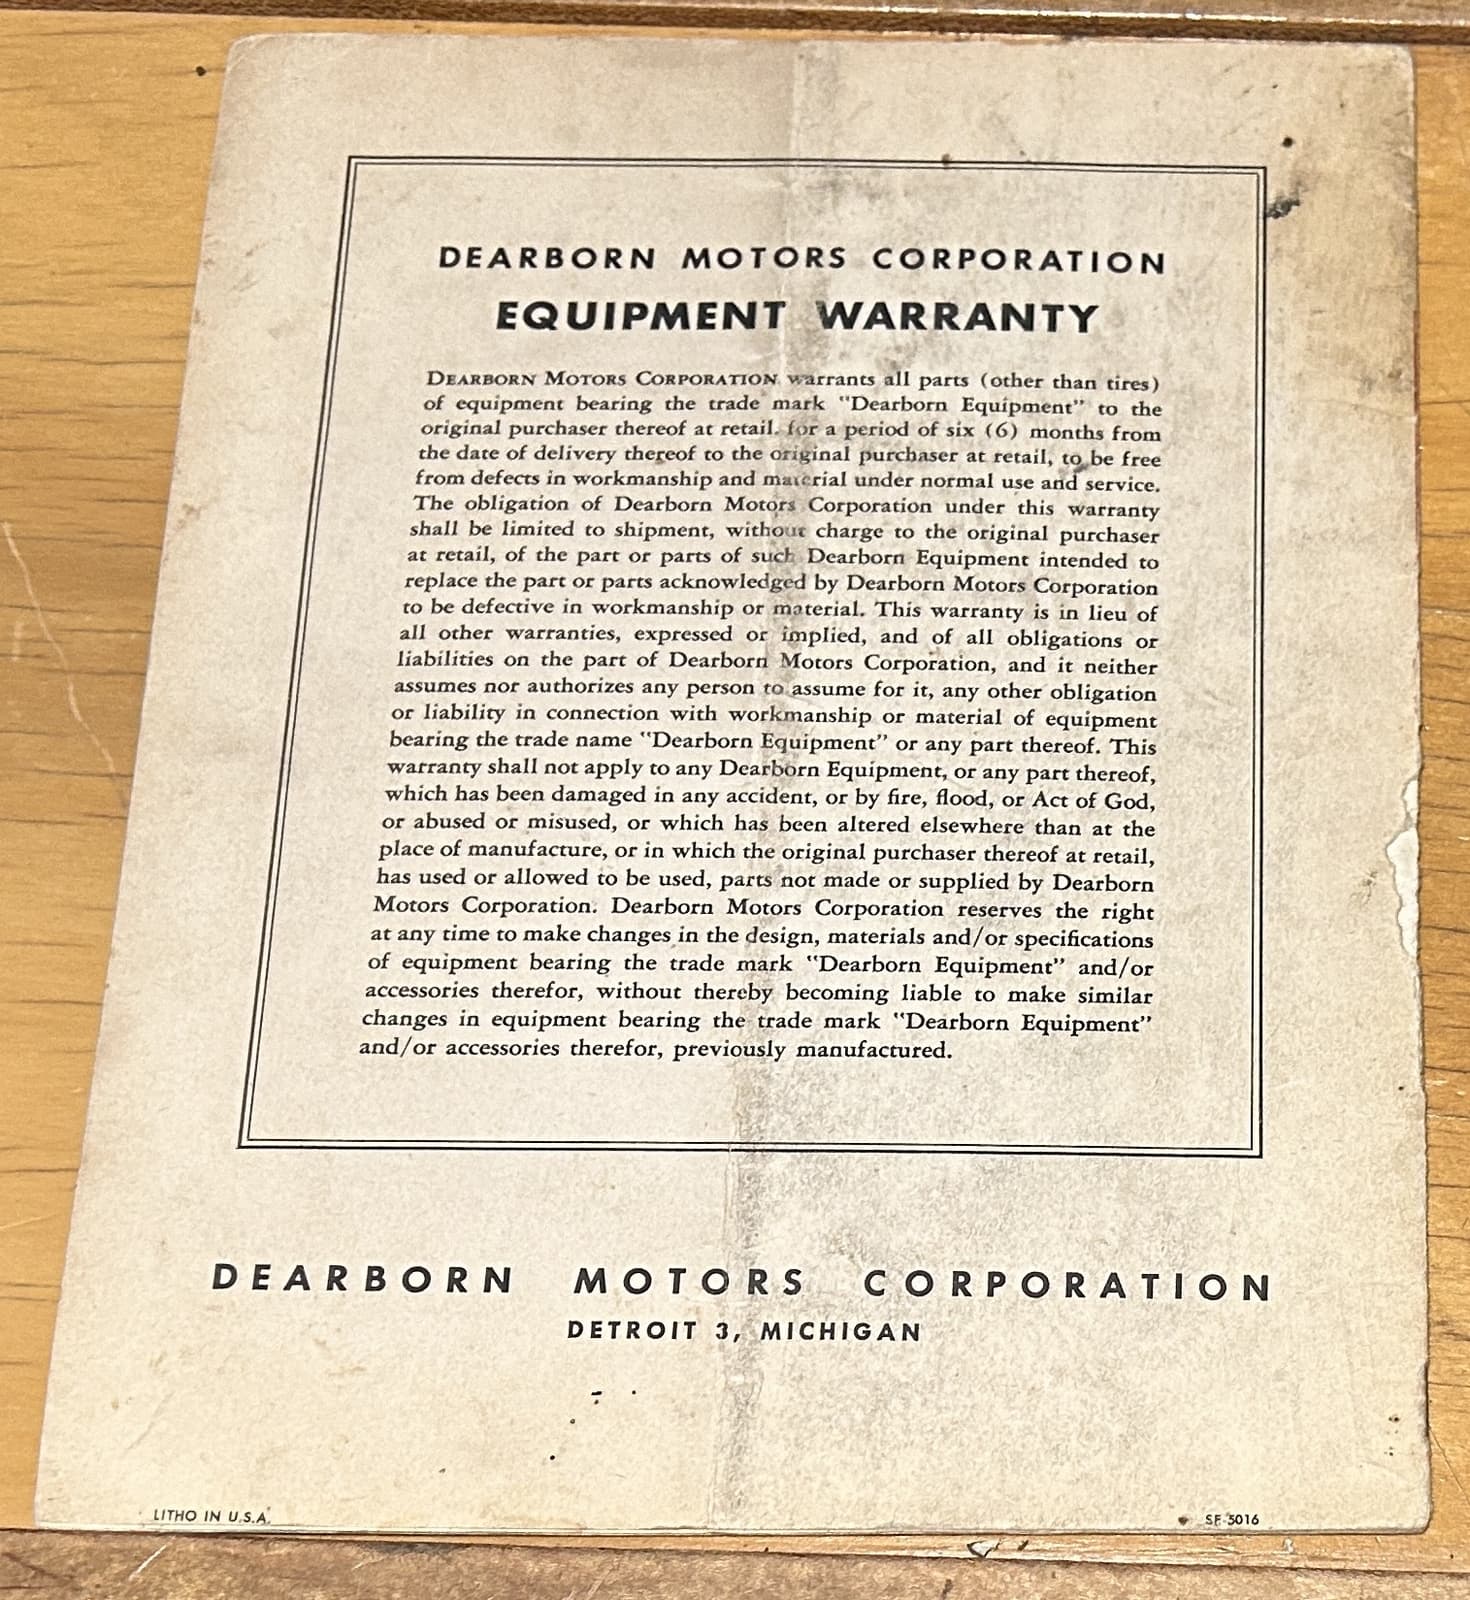 DEARBORN MOTORS CORPORATION
EQUIPMENT WARRANTY
DEARBORN MOTORS CORPORATION warrants all parts (other than tires)
of equipment bearing the trade mark "Dearborn Equipment" to the
original purchaser thereof at retail. for a period of six (6) months from
the date of delivery thereof to the original purchaser at retail, to be free
from defects in workmanship and material under normal use and service.
The obligation of Dearborn Motors Corporation under this warranty
shall be limited to shipment, without charge to the original purchaser
at retail, of the part or parts of such Dearborn Equipment intended to
replace the part or parts acknowledged by Dearborn Motors Corporation
to be defective in workmanship or material. This warranty is in lieu of
all other warranties, expressed or implied, and of all obligations or
liabilities on the part of Dearborn Motors Corporation, and it neither
assumes nor authorizes any person to assume for it, any other obligation
or liability in connection with workmanship or material of equipment
bearing the trade name "Dearborn Equipment" or any part thereof. This
warranty shall not apply to any Dearborn Equipment, or any part thereof,
which has been damaged in any accident, or by fire, flood, or Act of God,
or abused or misused, or which has been altered elsewhere than at the
place of manufacture, or in which the original purchaser thereof at retail,
has used or allowed to be used, parts not made or supplied by Dearborn
Motors Corporation. Dearborn Motors Corporation reserves the right
at any time to make changes in the design, materials and/or specifications
of equipment bearing the trade mark "Dearborn Equipment" and/or
accessories therefor, without thereby becoming liable to make similar
changes in equipment bearing the trade mark "Dearborn Equipment"
and/or accessories therefor, previously manufactured.
DEARBORN MOTORS CORPORATION
DETROIT 3, MICHIGAN
LITHO IN U.S.A.
SF-5016